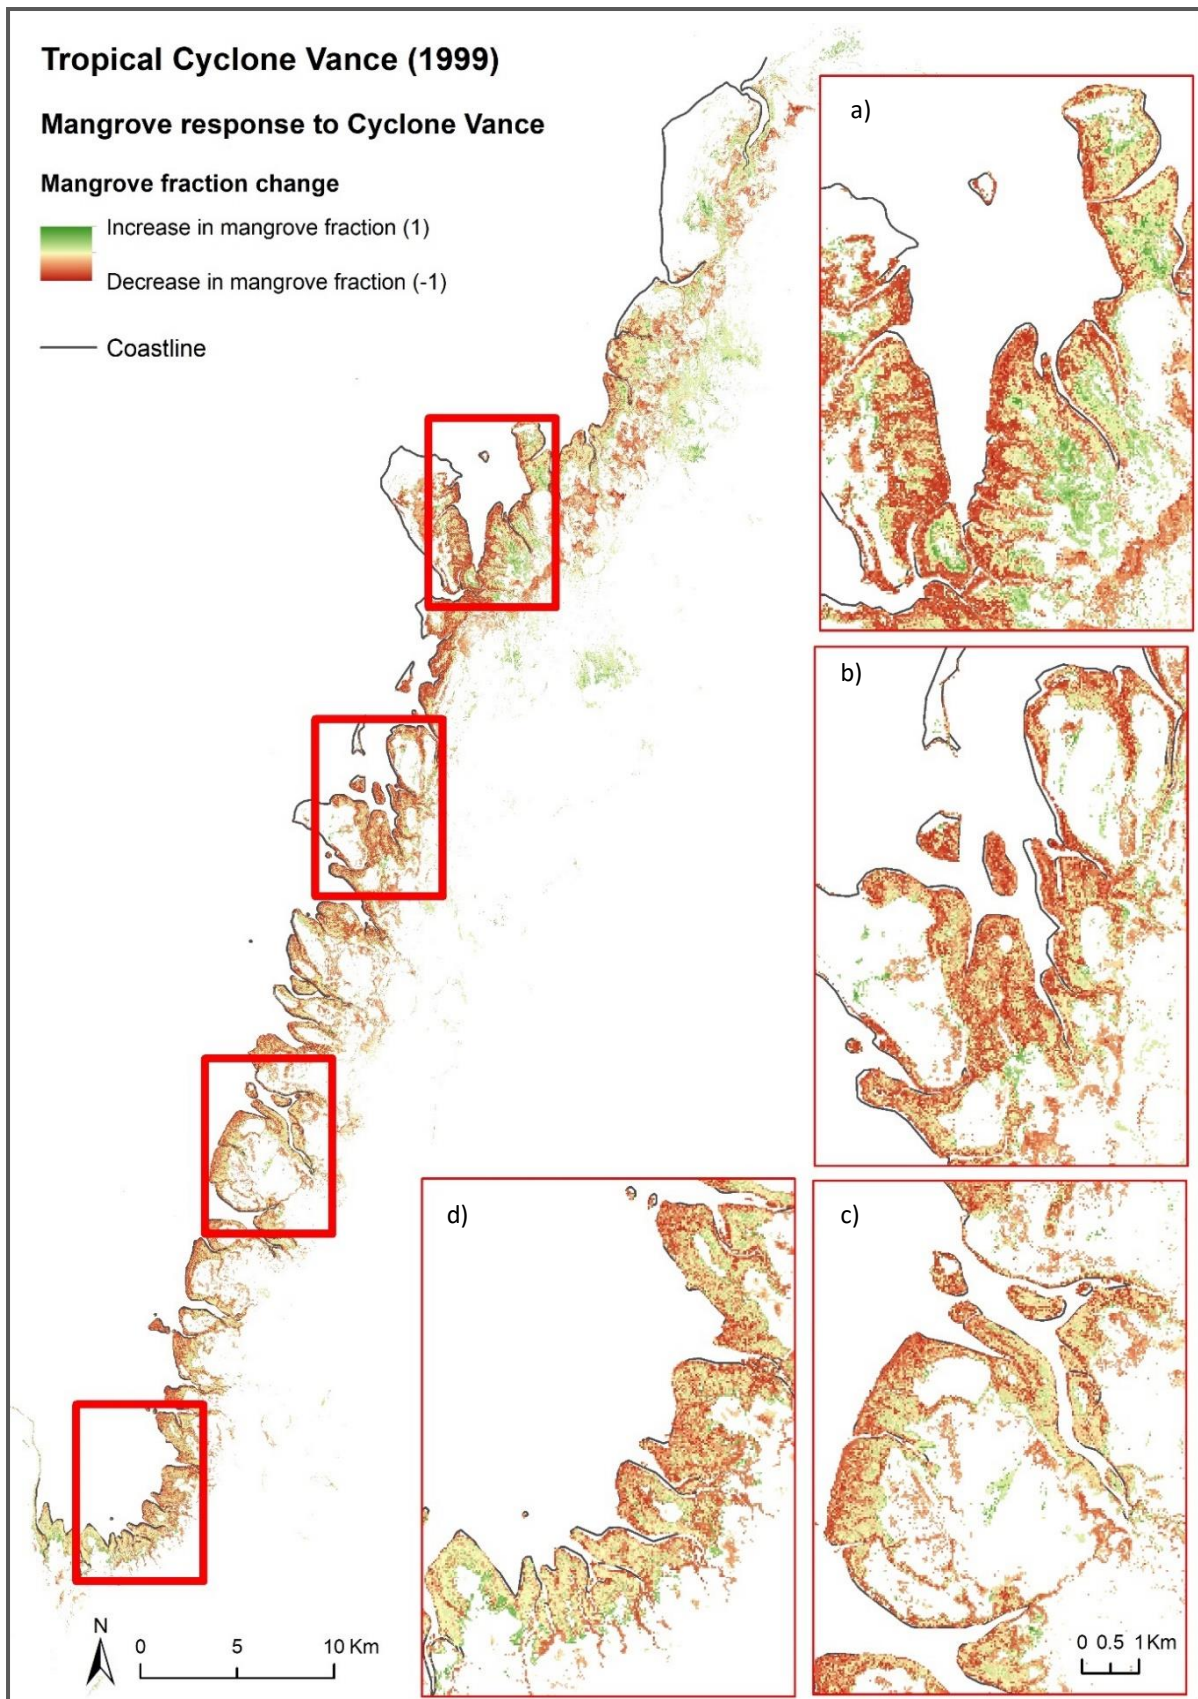 Tropical Cyclone Vance (1999)
Mangrove response to Cyclone Vance
Mangrove fraction change
Increase in mangrove fraction (1)
Decrease in mangrove fraction (-1)
Coastline
a)
b)
c)
d)
N
0 5 10 Km
0 0.5 1 Km